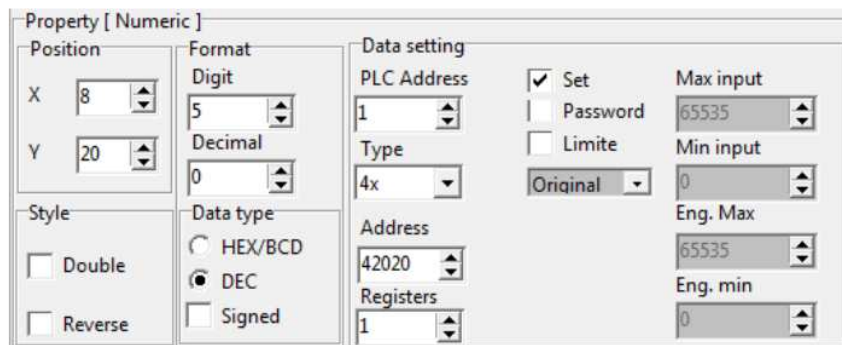 Property [ Numeric ]
Position
X 8
Y 20
Style
Double
Reverse
Format
Digit
5
Decimal
0
Data type
HEX/BCD
DEC
Signed
Data setting
PLC Address
1
Type
4x
Address
42020
Registers
1
Set
Password
Limite
Original
Max input
65535
Min input
0
Eng. Max
65535
Eng. min
0